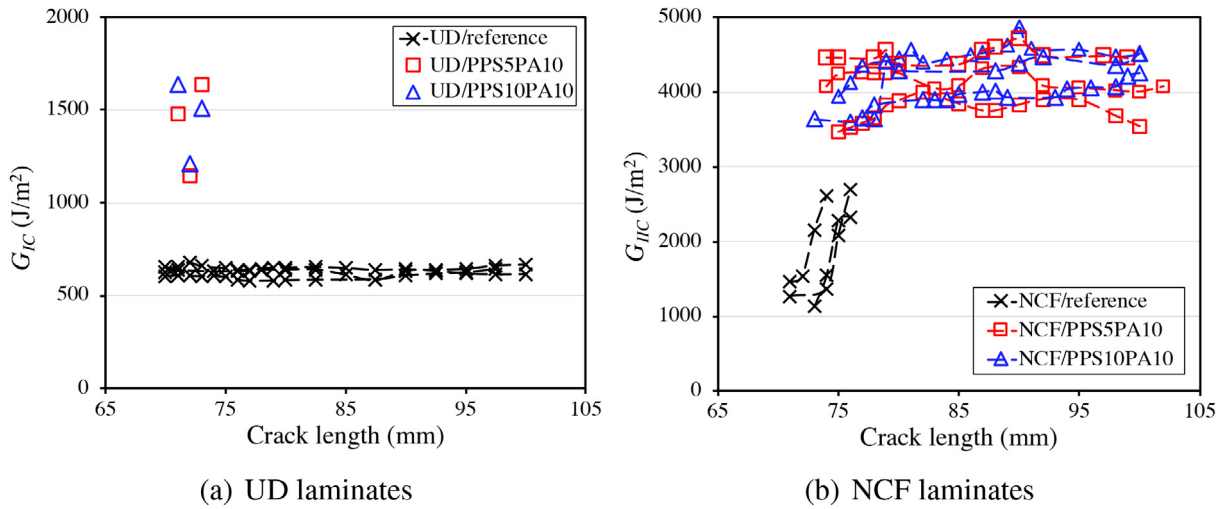 2000
1500
1000
500
0
G_IC (J/m²)
65
75
85
95
105
Crack length (mm)
UD/reference
UD/PPS5PA10
UD/PPS10PA10
(a) UD laminates
5000
4000
3000
2000
1000
0
G_IIC (J/m²)
65
75
85
95
105
Crack length (mm)
NCF/reference
NCF/PPS5PA10
NCF/PPS10PA10
(b) NCF laminates